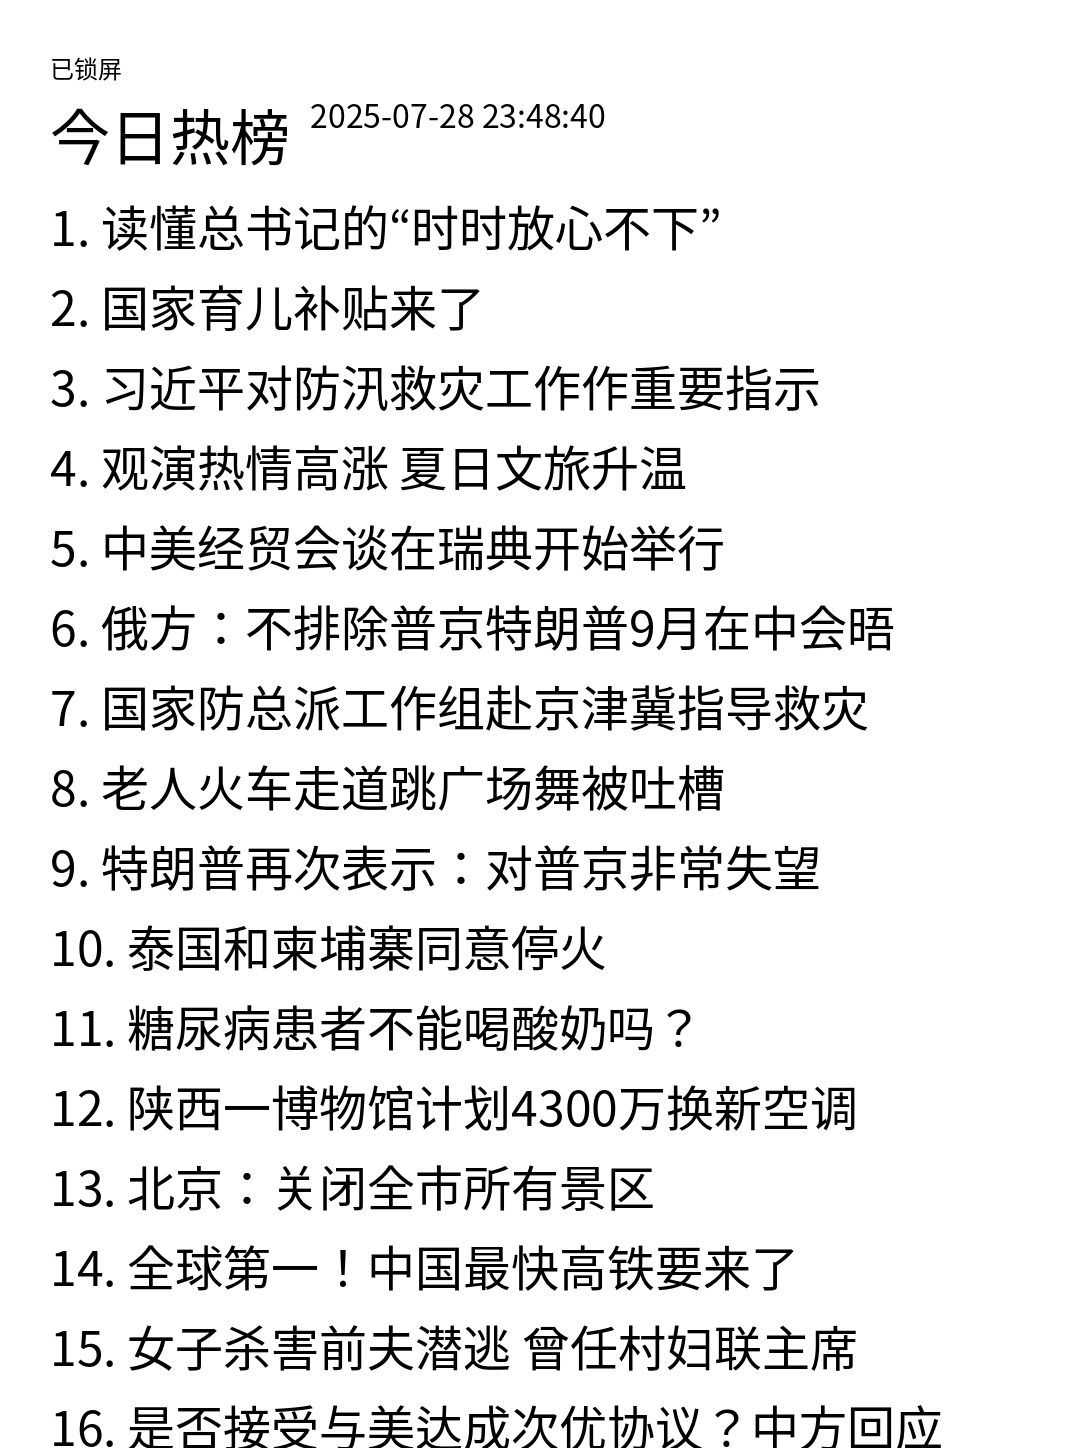 已锁屏
今日热榜 2025-07-28 23:48:40
1. 读懂总书记的“时时放心不下”
2. 国家育儿补贴来了
3. 习近平对防汛救灾工作作重要指示
4. 观演热情高涨 夏日文旅升温
5. 中美经贸会谈在瑞典开始举行
6. 俄方：不排除普京特朗普9月在中会晤
7. 国家防总派工作组赴京津冀指导救灾
8. 老人火车走道跳广场舞被吐槽
9. 特朗普再次表示：对普京非常失望
10. 泰国和柬埔寨同意停火
11. 糖尿病患者不能喝酸奶吗？
12. 陕西一博物馆计划4300万换新空调
13. 北京：关闭全市所有景区
14. 全球第一！中国最快高铁要来了
15. 女子杀害前夫潜逃 曾任村妇联主席
16. 是否接受与美达成次优协议？中方回应